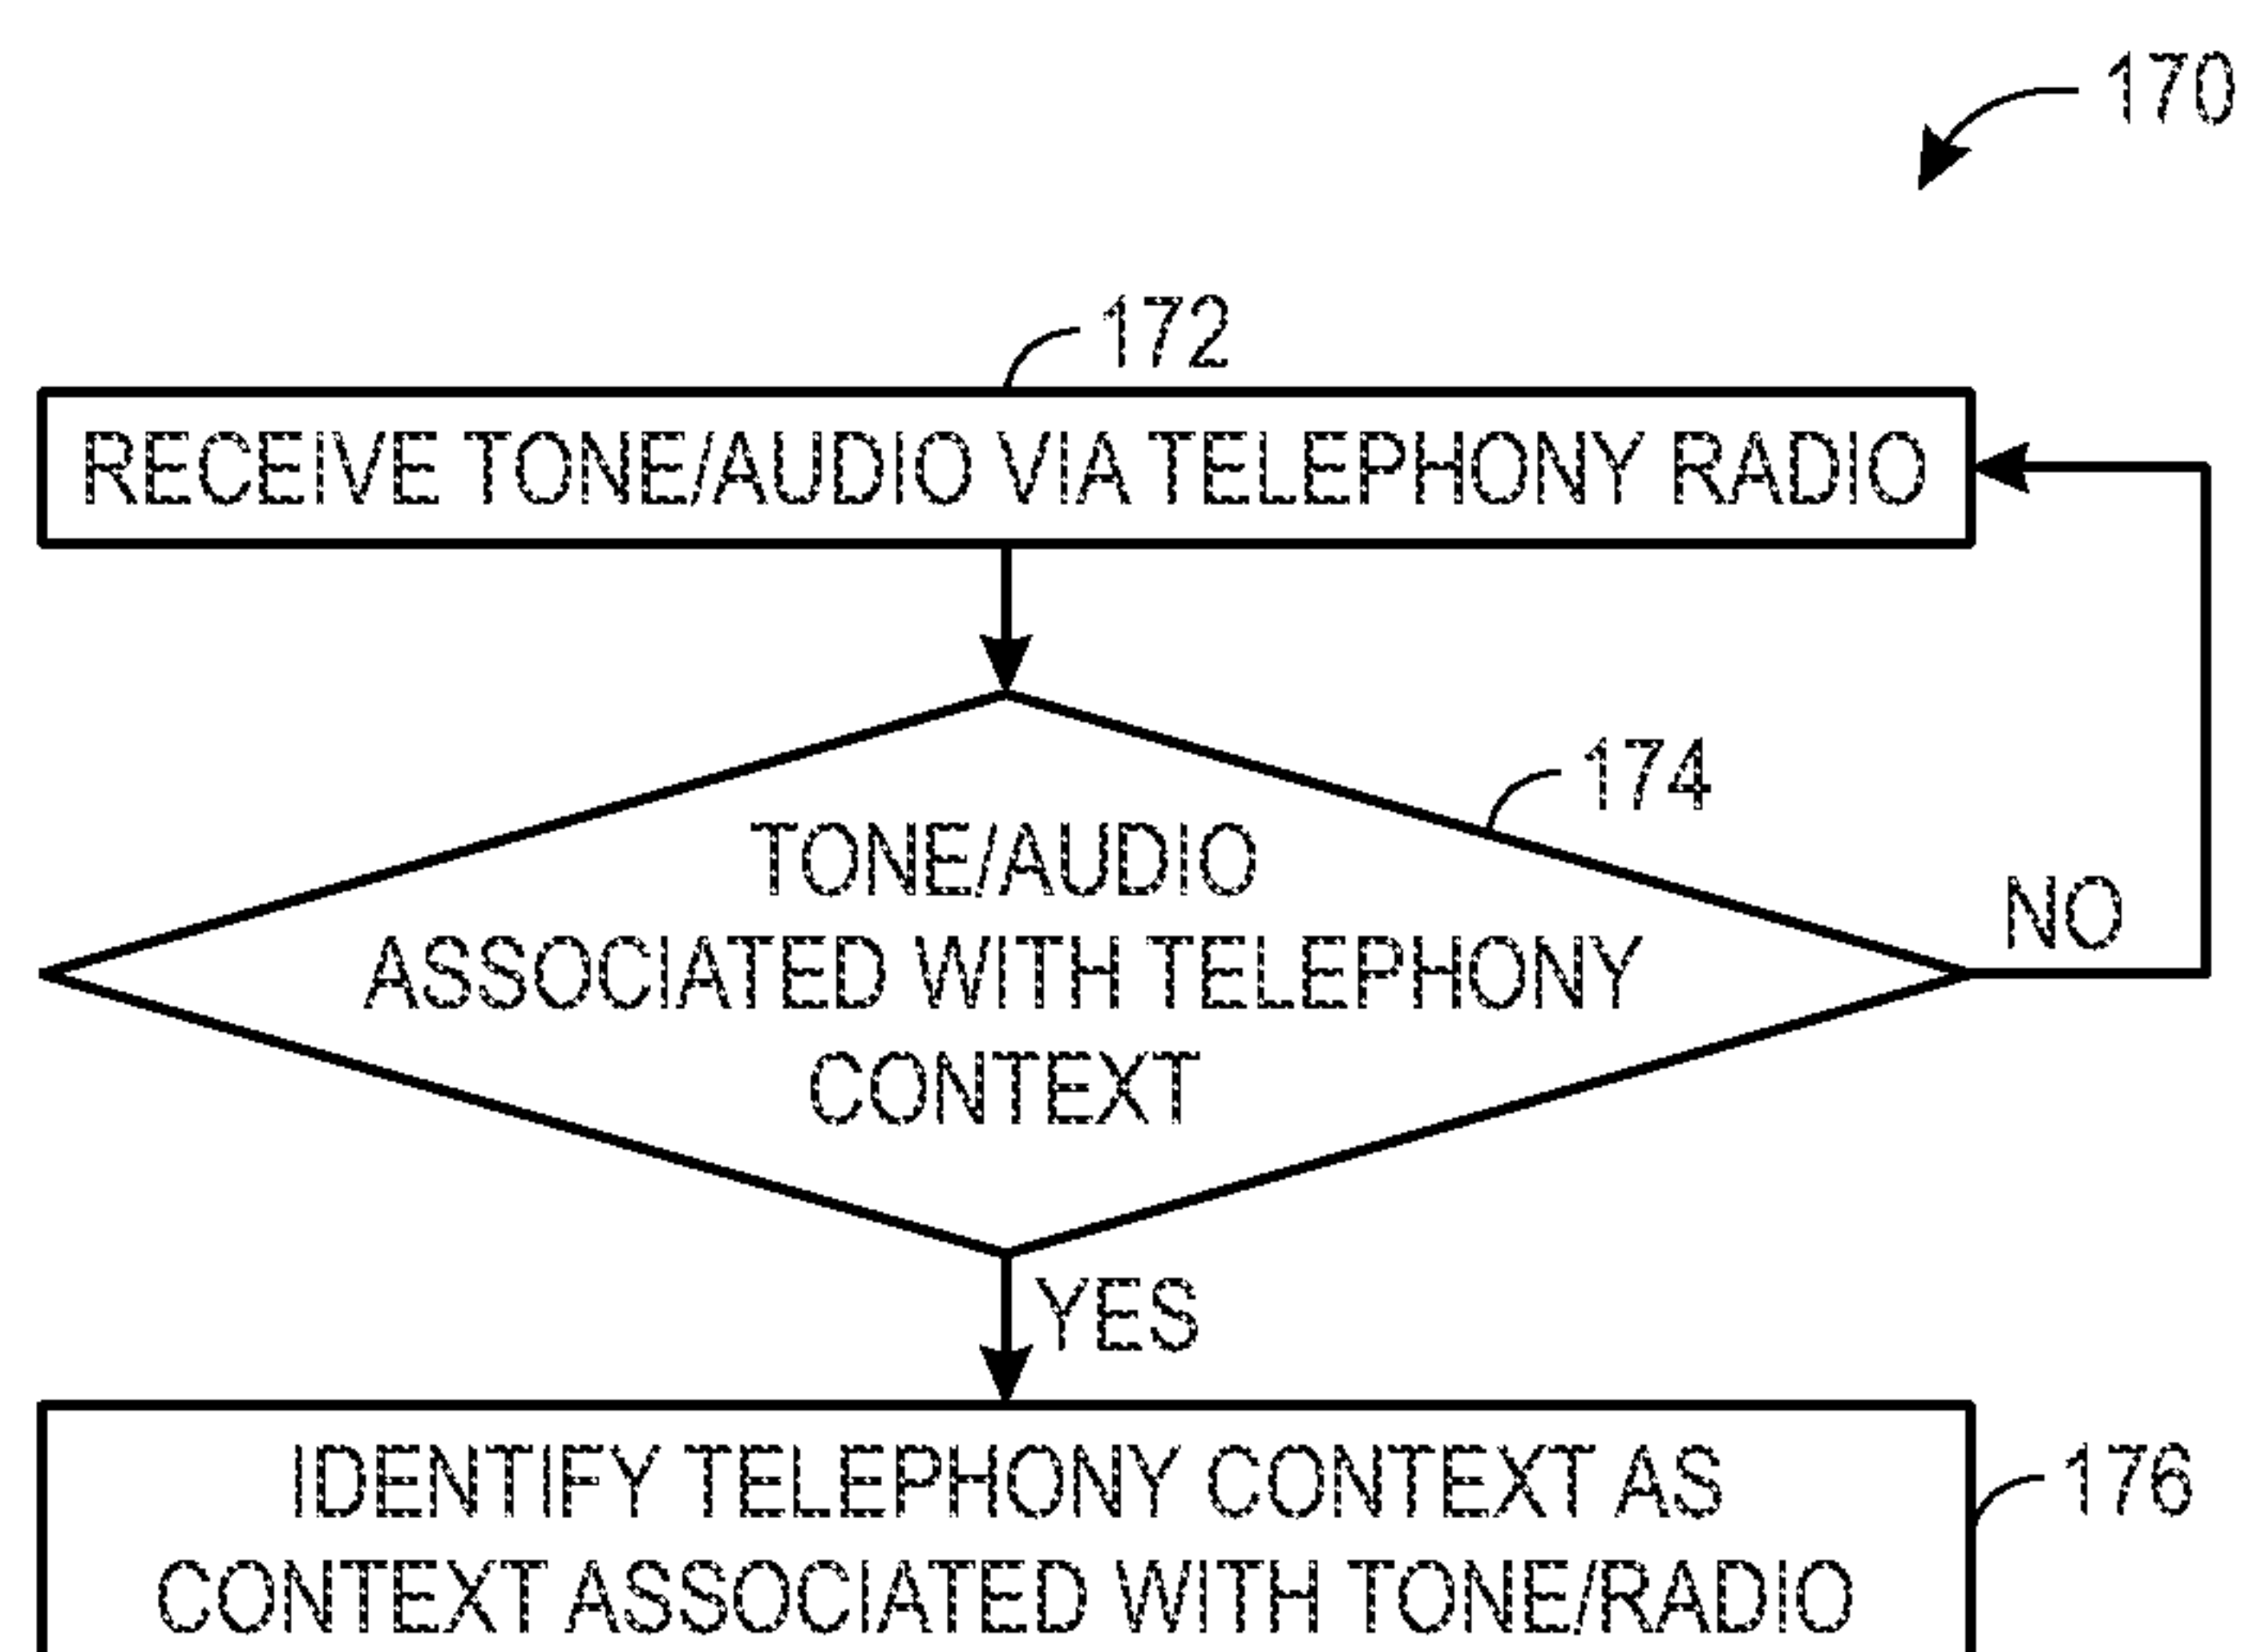 170
172
RECEIVE TONE/AUDIO VIA TELEPHONY RADIO
174
TONE/AUDIO
ASSOCIATED WITH TELEPHONY
CONTEXT
NO
YES
IDENTIFY TELEPHONY CONTEXT AS
CONTEXT ASSOCIATED WITH TONE/RADIO
176